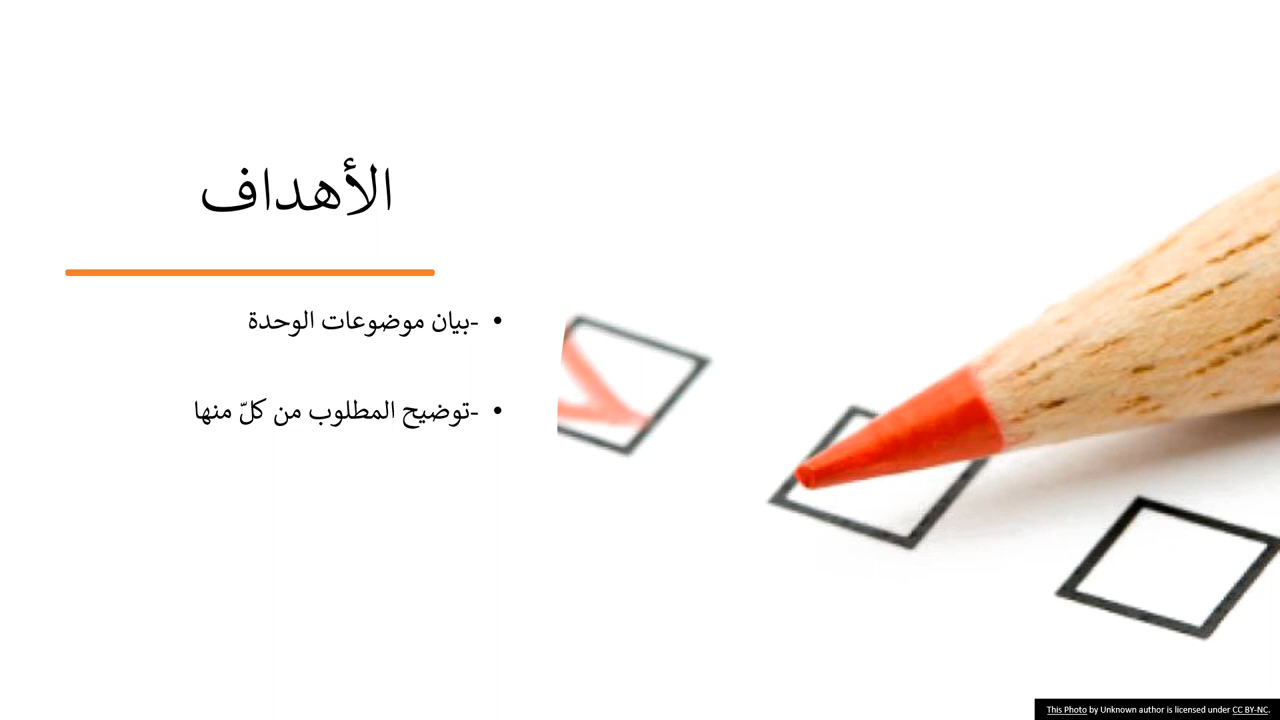 الأهداف
• -بيان موضوعات الوحدة
• -توضيح المطلوب من كلّ منها
This Photo by Unknown author is licensed under CC BY-NC.